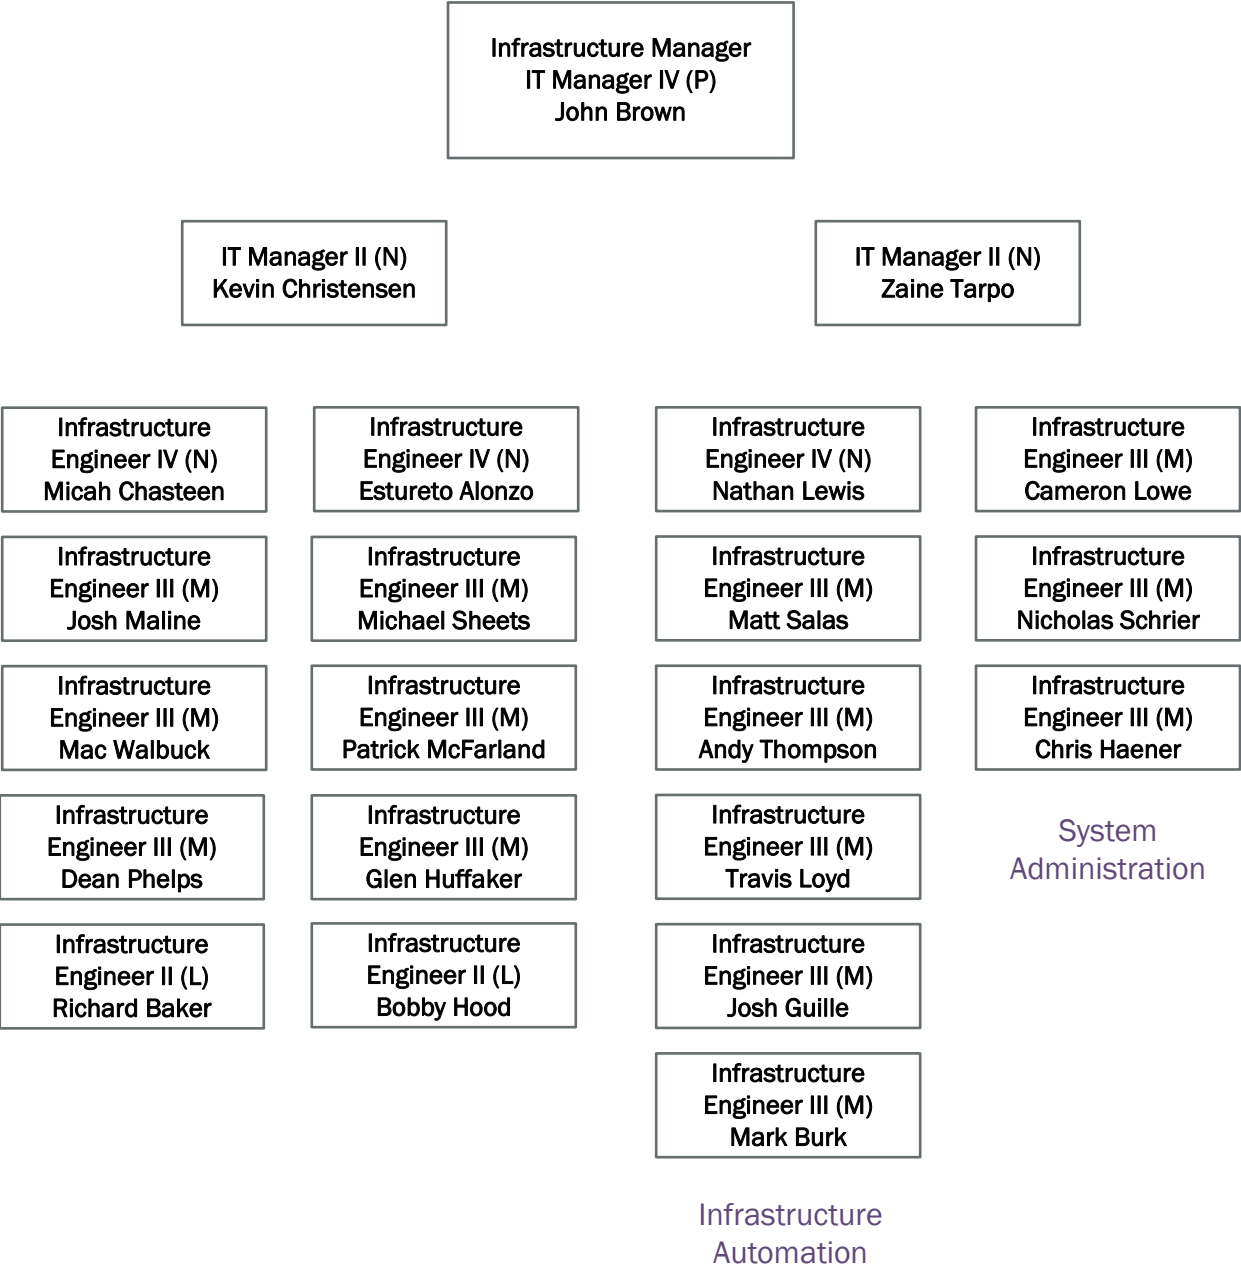 Infrastructure Manager
IT Manager IV (P)
John Brown
IT Manager II (N)
Kevin Christensen
IT Manager II (N)
Zaine Tarpo
Infrastructure
Engineer IV (N)
Micah Chasteen
Infrastructure
Engineer III (M)
Josh Maline
Infrastructure
Engineer III (M)
Mac Walbuck
Infrastructure
Engineer III (M)
Dean Phelps
Infrastructure
Engineer II (L)
Richard Baker
Infrastructure
Engineer IV (N)
Estureto Alonzo
Infrastructure
Engineer III (M)
Michael Sheets
Infrastructure
Engineer III (M)
Patrick McFarland
Infrastructure
Engineer III (M)
Glen Huffaker
Infrastructure
Engineer II (L)
Bobby Hood
Infrastructure
Engineer IV (N)
Nathan Lewis
Infrastructure
Engineer III (M)
Matt Salas
Infrastructure
Engineer III (M)
Andy Thompson
Infrastructure
Engineer III (M)
Travis Loyd
Infrastructure
Engineer III (M)
Josh Guille
Infrastructure
Engineer III (M)
Mark Burk
Infrastructure
Automation
Infrastructure
Engineer III (M)
Cameron Lowe
Infrastructure
Engineer III (M)
Nicholas Schrier
Infrastructure
Engineer III (M)
Chris Haener
System
Administration